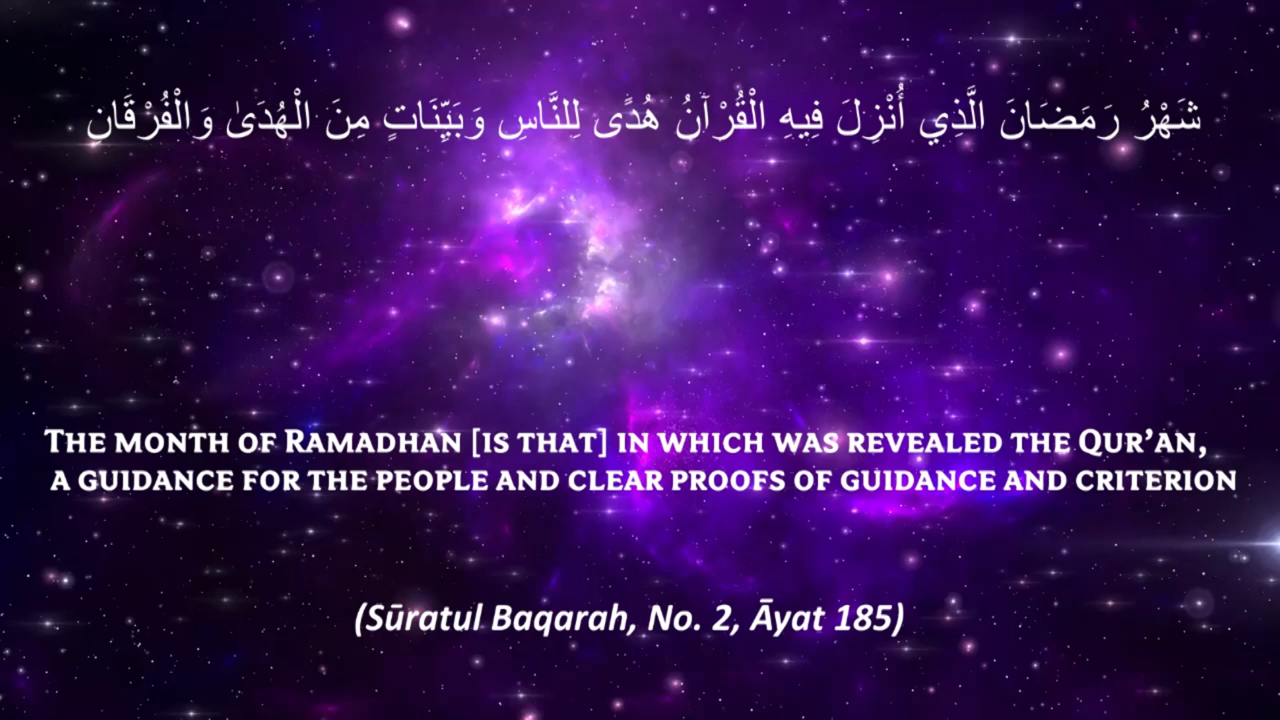 شَهْرُ رَمَضَانَ الَّذِي أُنْزِلَ فِيهِ الْقُرْآنُ هُدًى لِلنَّاسِ وَبَيِّنَاتٍ مِنَ الْهُدَىٰ وَالْفُرْقَانِ
The month of Ramadhan [is that] in which was revealed the Qur’an,
a guidance for the people and clear proofs of guidance and criterion
(Sūratul Baqarah, No. 2, Āyat 185)